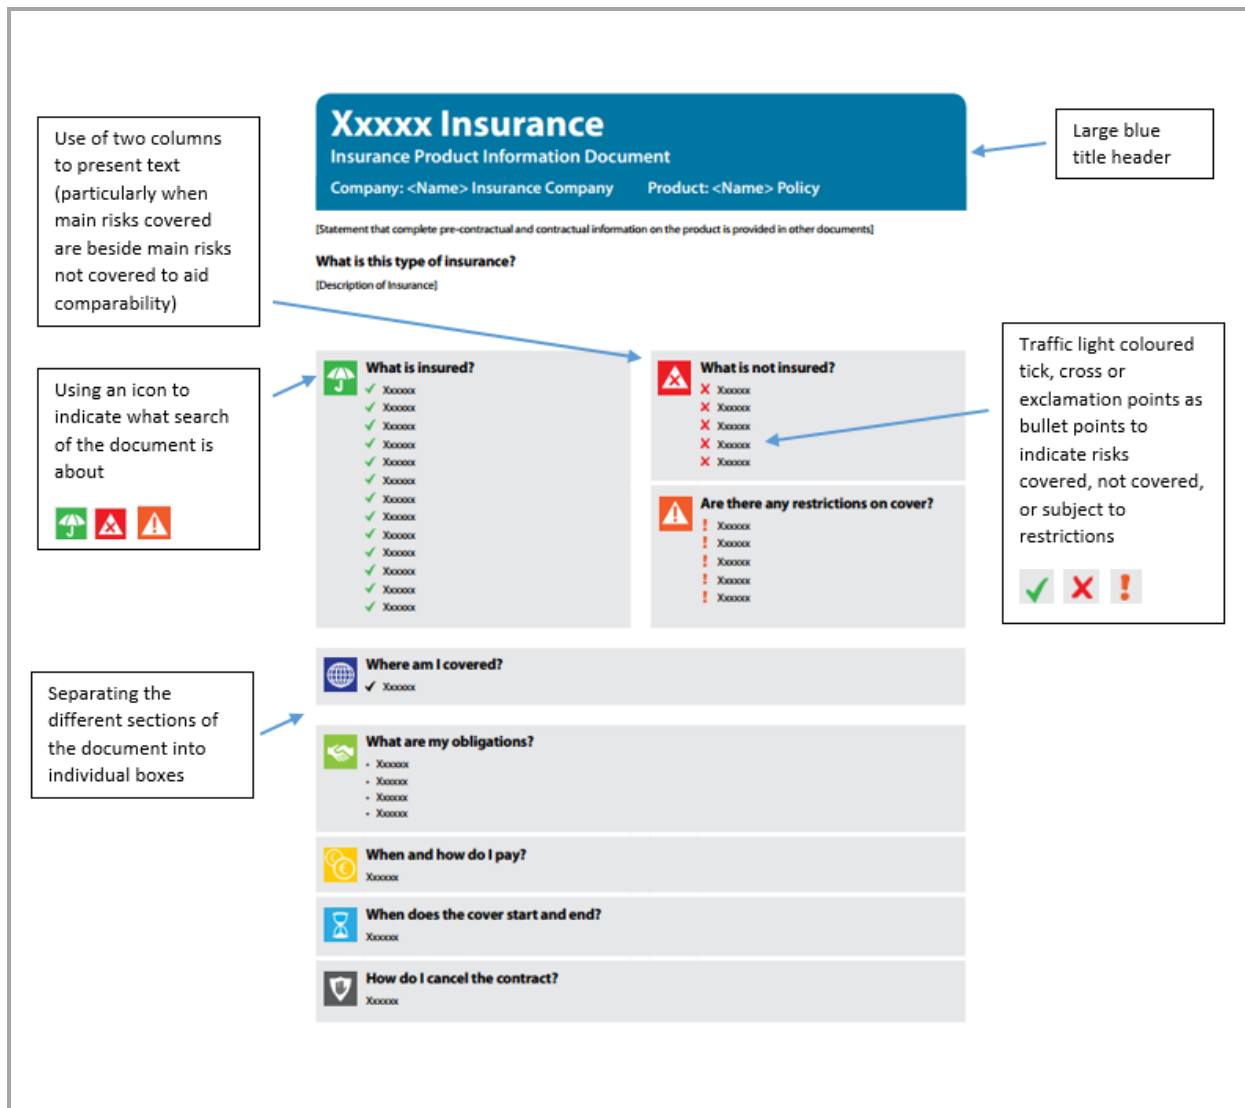 Xxxxx Insurance
Insurance Product Information Document
Company: <Name> Insurance Company Product: <Name> Policy
[Statement that complete pre-contractual and contractual information on the product is provided in other documents]
What is this type of insurance?
[Description of Insurance]
Use of two columns
to present text
(particularly when
main risks covered
are beside main risks
not covered to aid
comparability)
Large blue
title header
Using an icon to
indicate what search
of the document is
about
What is insured?
Xxxxxx
Xxxxxx
Xxxxxx
Xxxxxx
Xxxxxx
Xxxxxx
Xxxxxx
Xxxxxx
Xxxxxx
Xxxxxx
Xxxxxx
Xxxxxx
Xxxxxx
What is not insured?
Xxxxxx
Xxxxxx
Xxxxxx
Xxxxxx
Xxxxxx
Are there any restrictions on cover?
Xxxxxx
Xxxxxx
Xxxxxx
Xxxxxx
Xxxxxx
Traffic light coloured
tick, cross or
exclamation points as
bullet points to
indicate risks
covered, not covered,
or subject to
restrictions
Separating the
different sections of
the document into
individual boxes
Where am I covered?
Xxxxxx
What are my obligations?
Xxxxxx
Xxxxxx
Xxxxxx
Xxxxxx
When and how do I pay?
Xxxxxx
When does the cover start and end?
Xxxxxx
How do I cancel the contract?
Xxxxxx